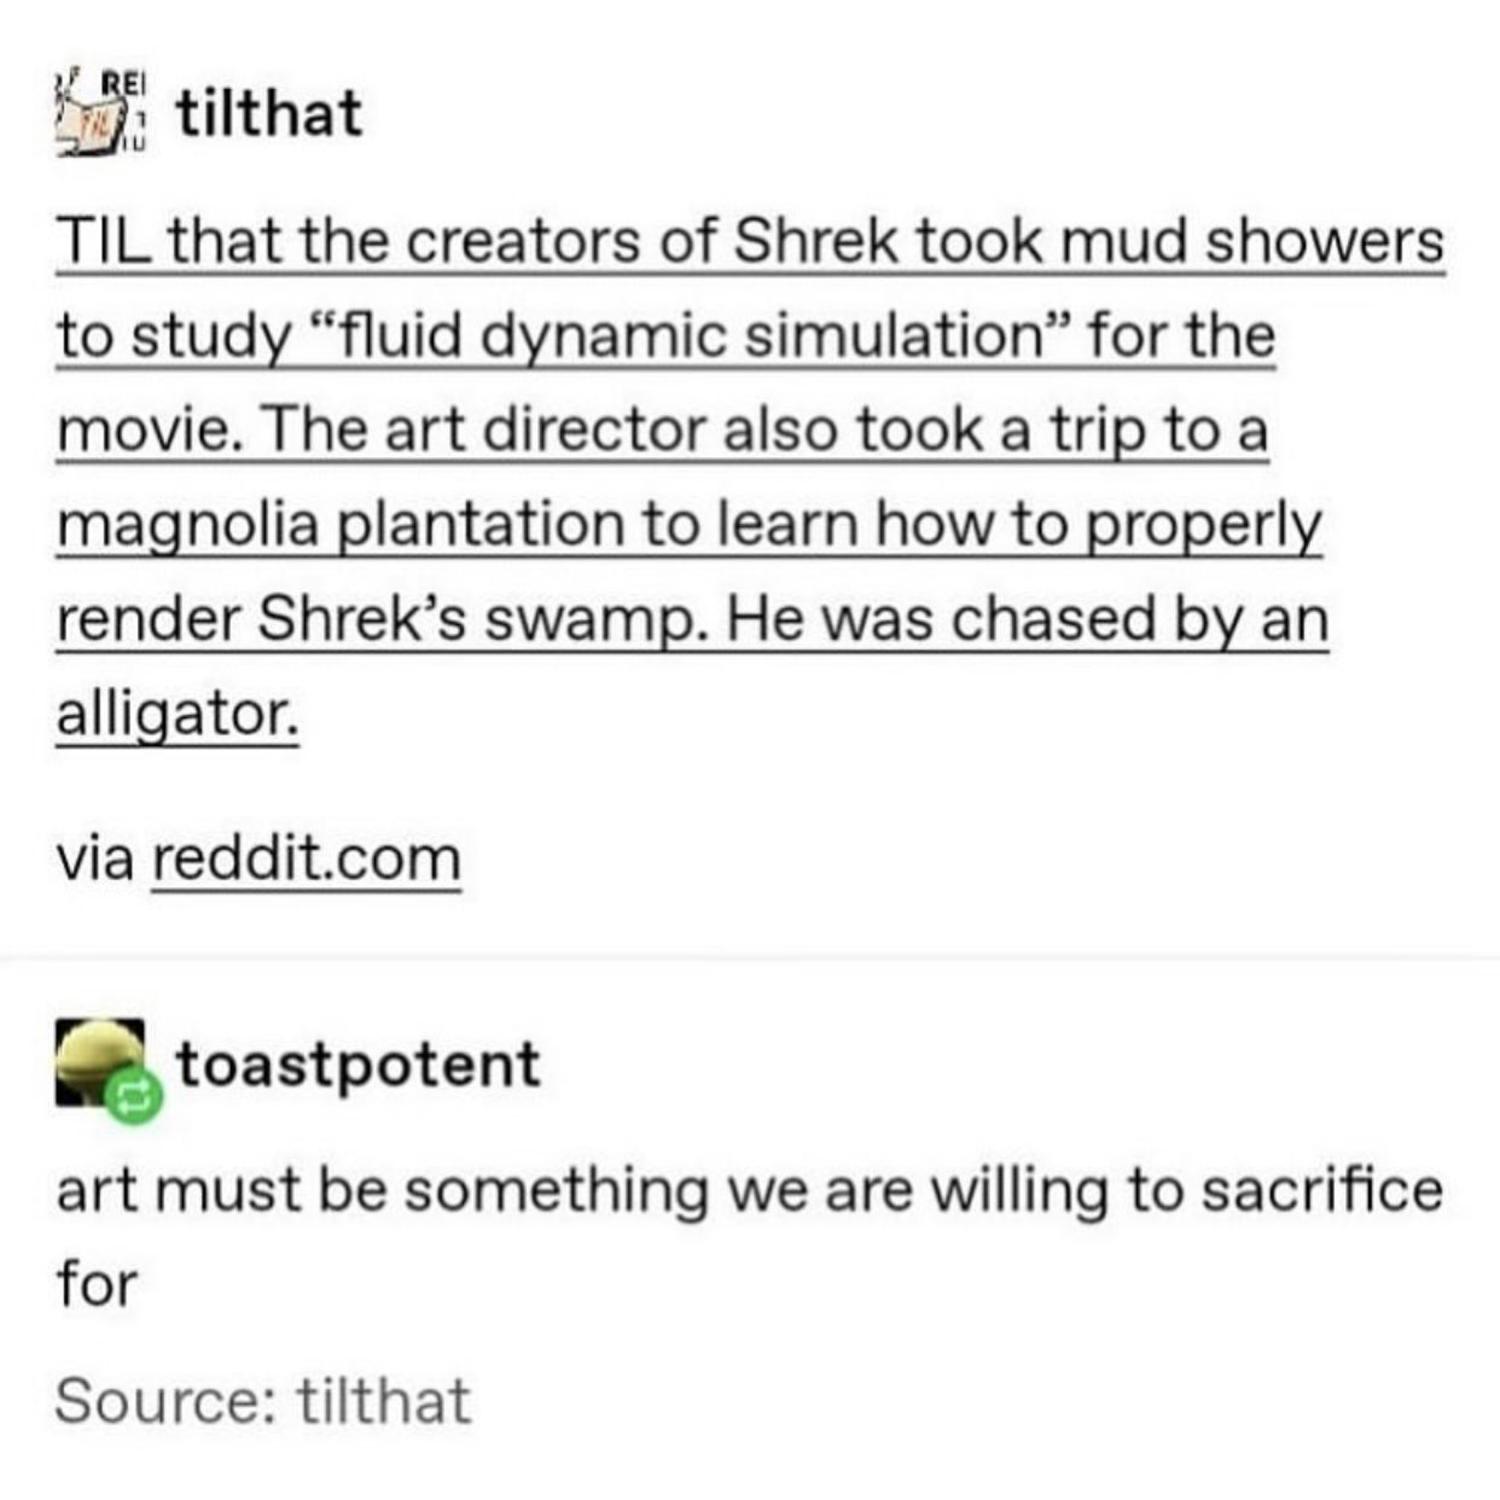 REI
TIL
tilthat
TIL that the creators of Shrek took mud showers
to study “fluid dynamic simulation” for the
movie. The art director also took a trip to a
magnolia plantation to learn how to properly
render Shrek’s swamp. He was chased by an
alligator.
via reddit.com
toastpotent
art must be something we are willing to sacrifice
for
Source: tilthat